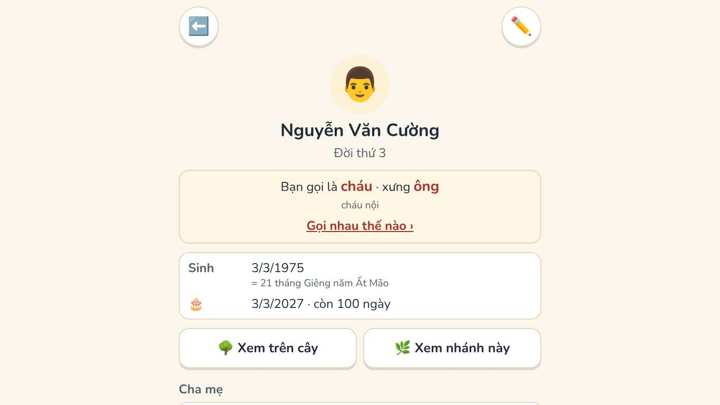 Nguyễn Văn Cường
Đời thứ 3
Bạn gọi là cháu · xưng ông
cháu nội
Gọi nhau thế nào ›
Sinh 3/3/1975
= 21 tháng Giêng năm Ất Mão
3/3/2027 · còn 100 ngày
Xem trên cây
Xem nhánh này
Cha mẹ